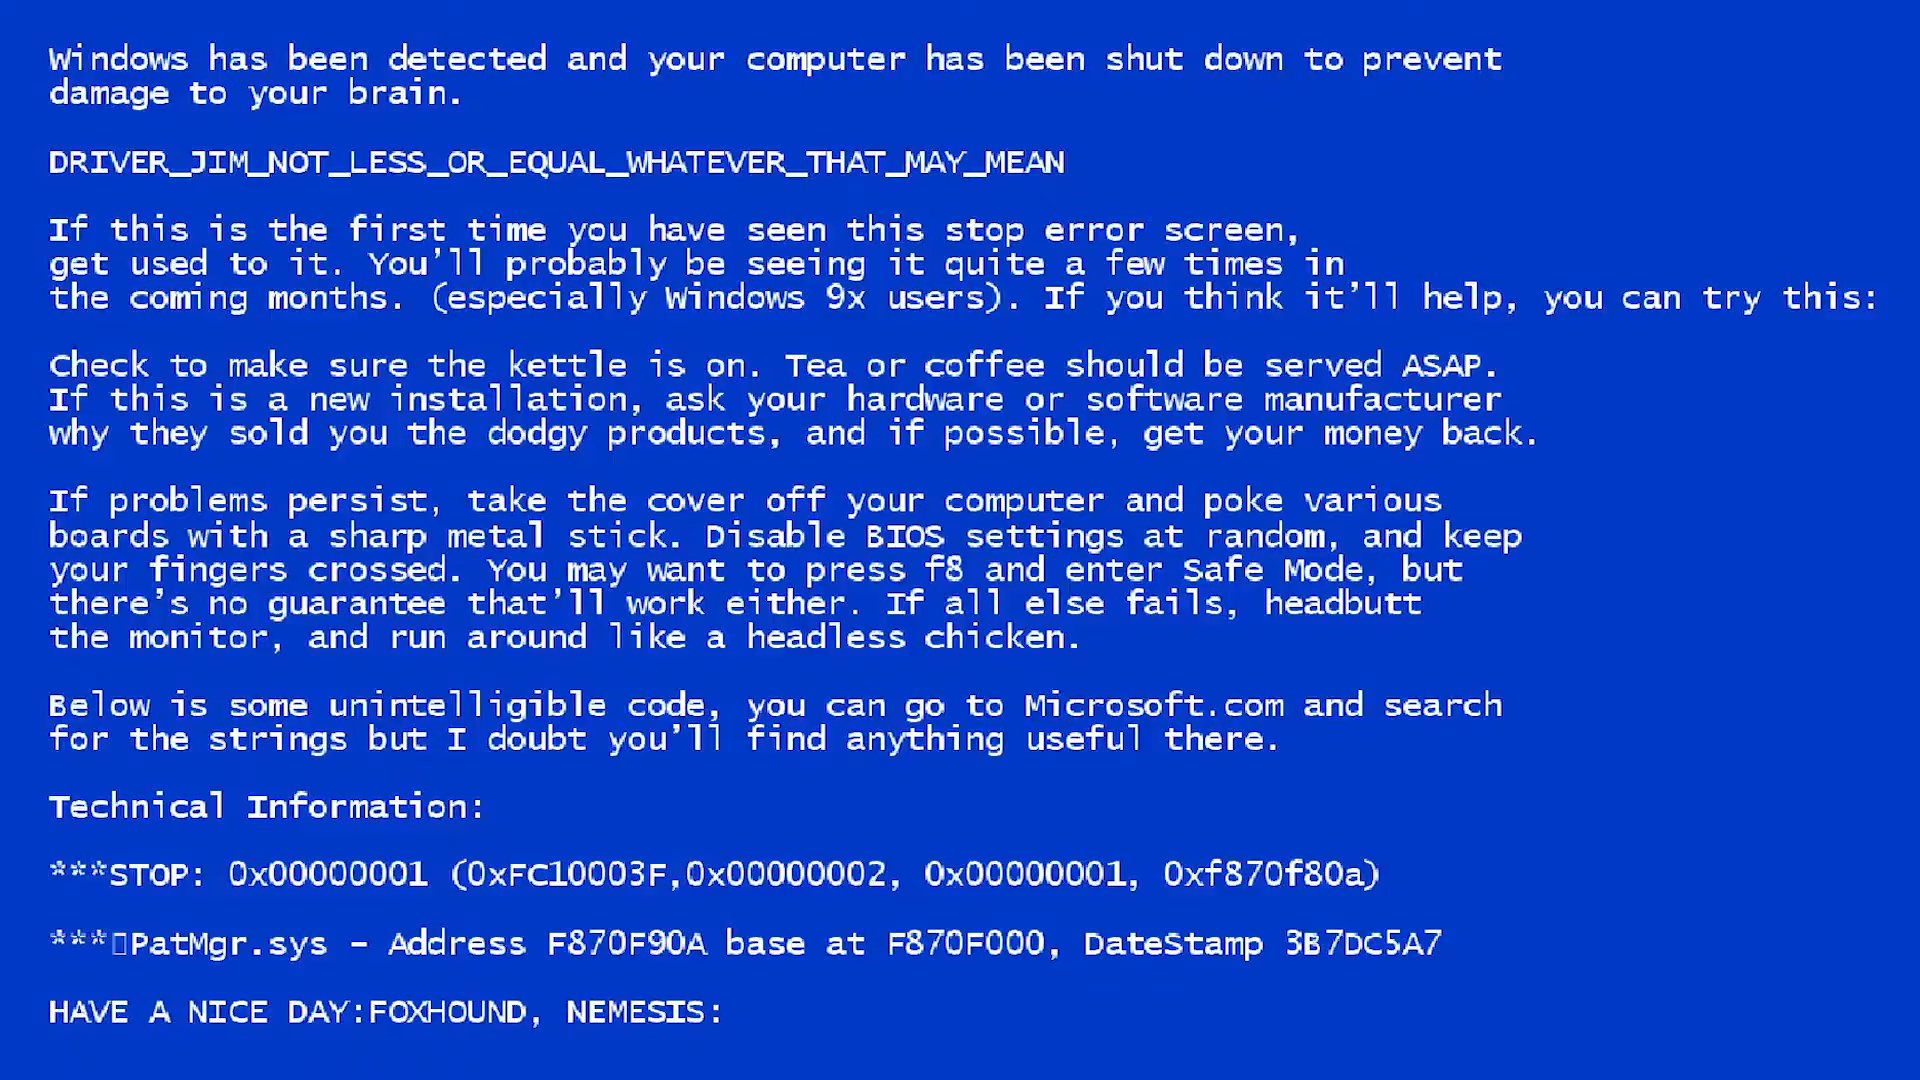 Windows has been detected and your computer has been shut down to prevent
damage to your brain.
DRIVER_JIM_NOT_LESS_OR_EQUAL_WHATEVER_THAT_MAY_MEAN
If this is the first time you have seen this stop error screen,
get used to it. You'll probably be seeing it quite a few times in
the coming months. (especially Windows 9x users). If you think it'll help, you can try this:
Check to make sure the kettle is on. Tea or coffee should be served ASAP.
If this is a new installation, ask your hardware or software manufacturer
why they sold you the dodgy products, and if possible, get your money back.
If problems persist, take the cover off your computer and poke various
boards with a sharp metal stick. Disable BIOS settings at random, and keep
your fingers crossed. You may want to press f8 and enter Safe Mode, but
there's no guarantee that'll work either. If all else fails, headbutt
the monitor, and run around like a headless chicken.
Below is some unintelligible code, you can go to Microsoft.com and search
for the strings but I doubt you'll find anything useful there.
Technical Information:
***STOP: 0x00000001 (0xFC10003F,0x00000002, 0x00000001, 0xf870f80a)
***▯PatMgr.sys – Address F870F90A base at F870F000, DateStamp 3B7DC5A7
HAVE A NICE DAY:FOXHOUND, NEMESIS: